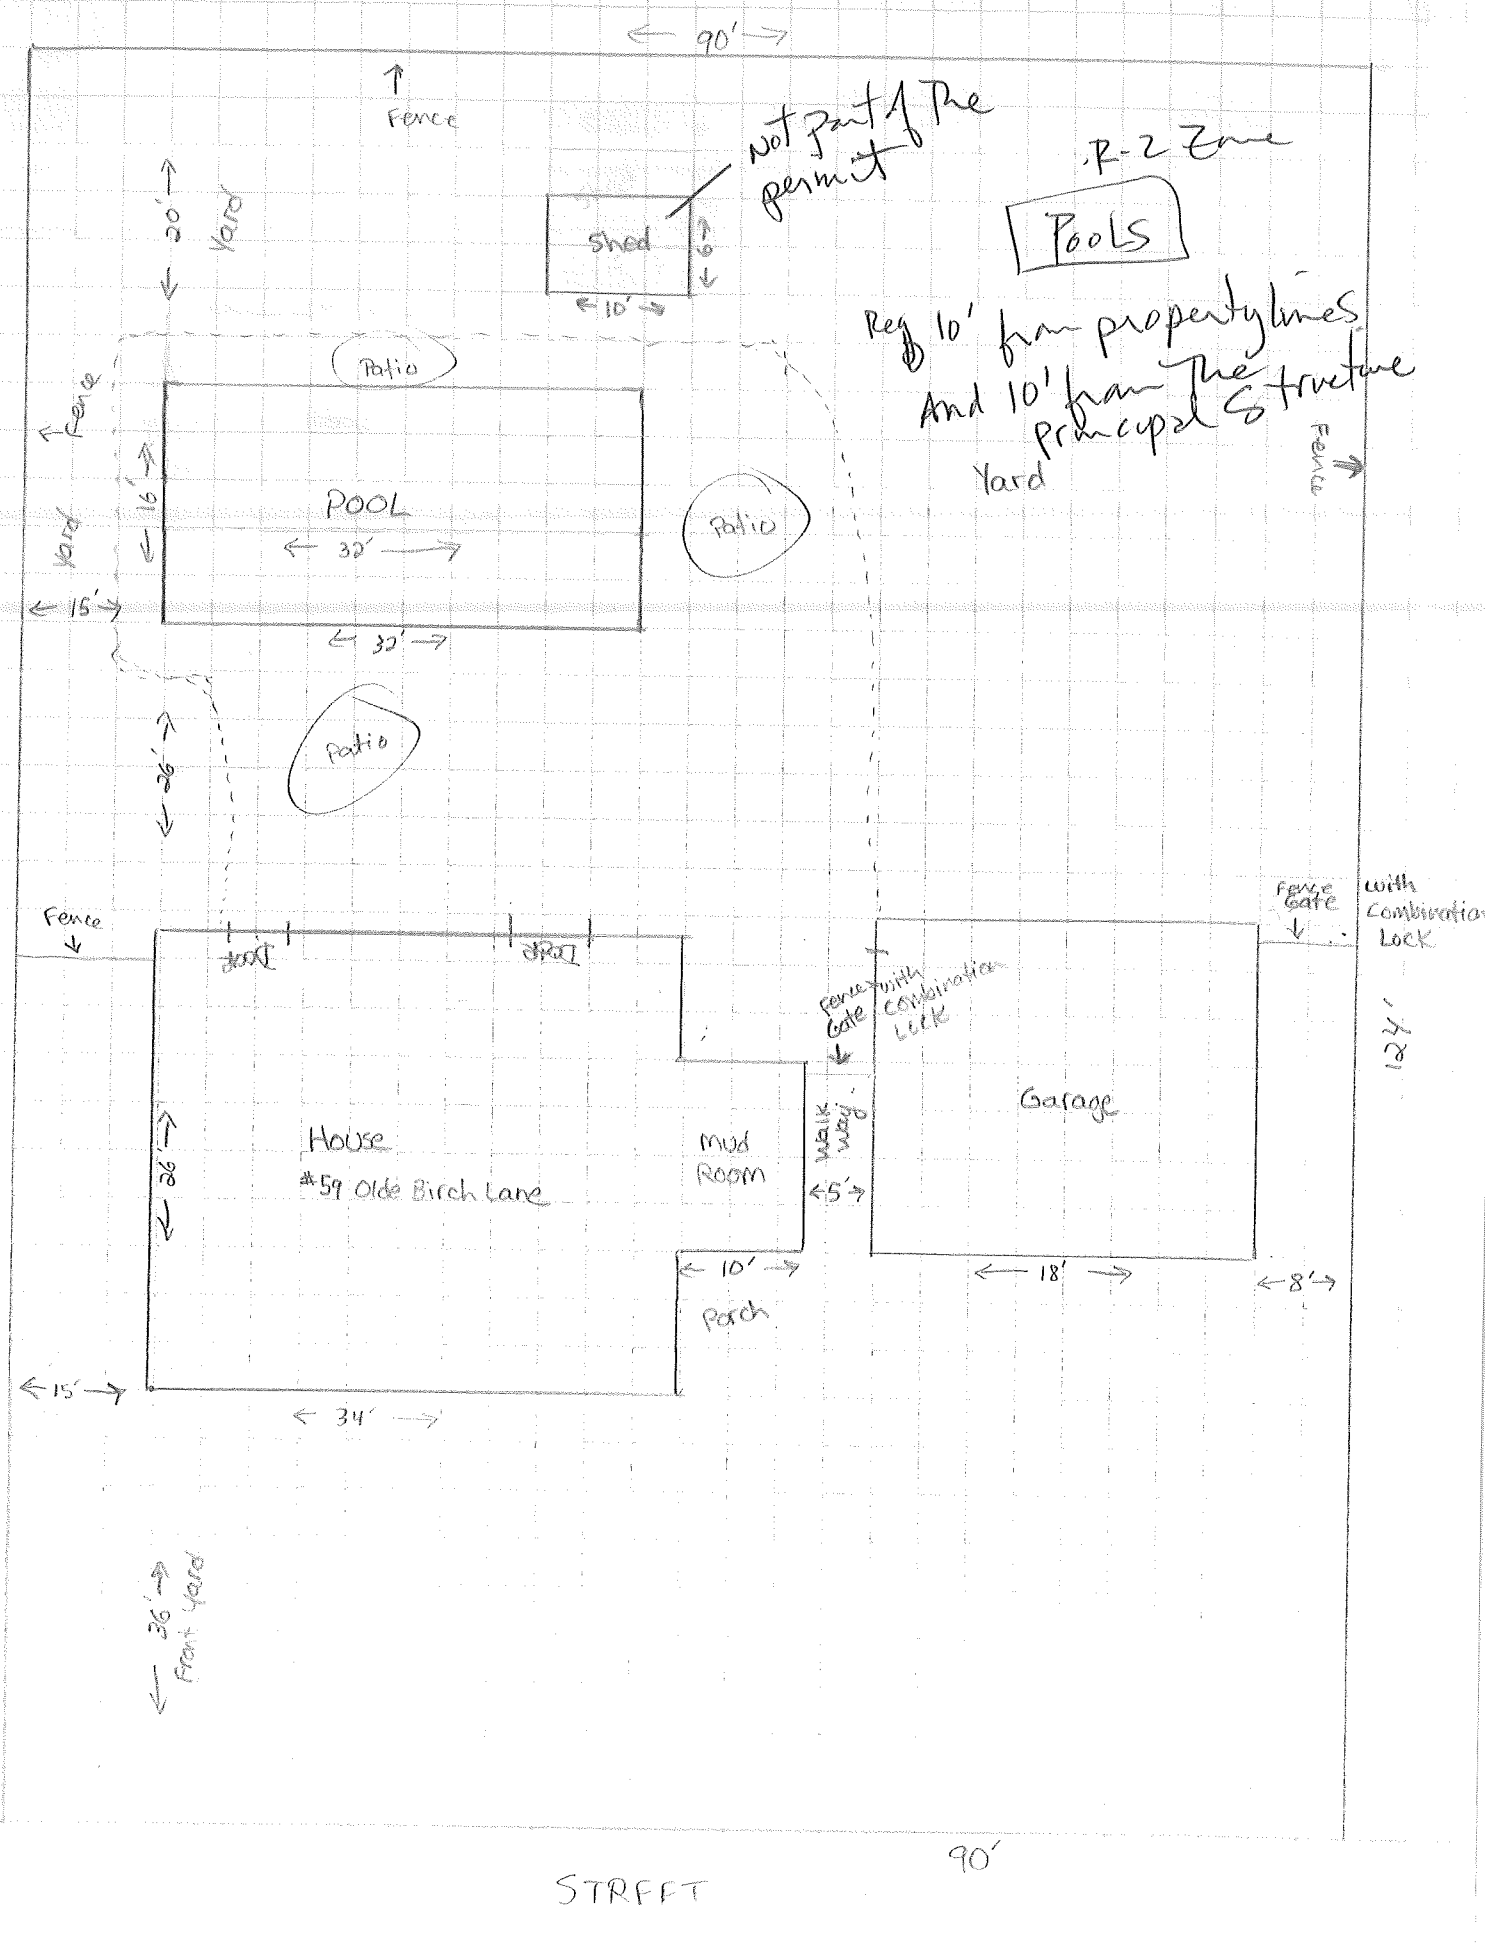 90'
Fence
Not part of The
permit
R-2 Zone
POOLS
Req 10' from property lines
And 10' from The
principal Structure
20'
Yard
Shed
6'
10'
Patio
Fence
Fence
Yard
16'
POOL
32'
Patio
Yard
15'
32'
Patio
26'
Fence
Door
Door
Fence
Gate
with
Combination
Lock
Fence
Gate
with
Combination
Lock
124'
House
#59 Olde Birch Lane
26'
Mud
Room
Walk
Way
5'
Garage
10'
18'
8'
Porch
15'
34'
36'
Front Yard
90'
STREET